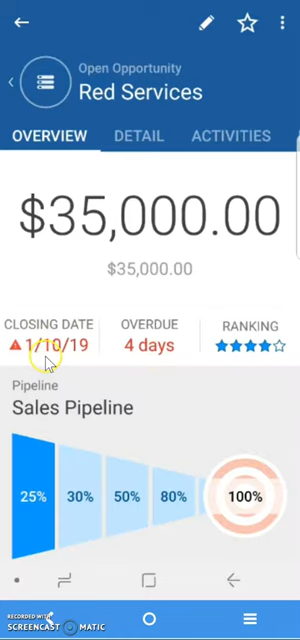 Open Opportunity
Red Services
OVERVIEW DETAIL ACTIVITIES
$35,000.00
$35,000.00
CLOSING DATE OVERDUE RANKING
1/10/19 4 days
Pipeline
Sales Pipeline
25% 30% 50% 80% 100%
RECORDED WITH
SCREENCAST MATIC